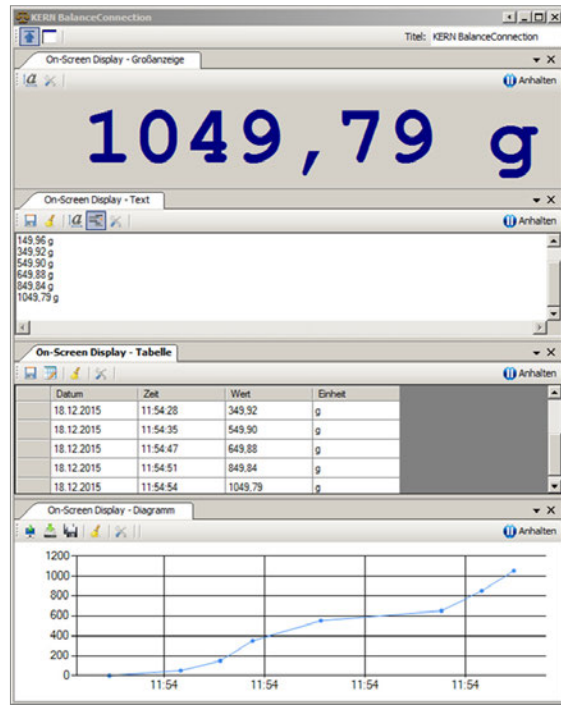 KERN BalanceConnection
Titel: KERN BalanceConnection
On-Screen Display - Großanzeige
Anhalten
1049,79 g
On-Screen Display - Text
Anhalten
149,96 g
349,92 g
549,90 g
649,88 g
849,84 g
1049,79 g
On-Screen Display - Tabelle
Anhalten
Datum Zeit Wert Einheit
18.12.2015 11:54:28 349,92 g
18.12.2015 11:54:35 549,90 g
18.12.2015 11:54:47 649,88 g
18.12.2015 11:54:51 849,84 g
18.12.2015 11:54:54 1049,79 g
On-Screen Display - Diagramm
Anhalten
1200
1000
800
600
400
200
0
11:54 11:54 11:54 11:54